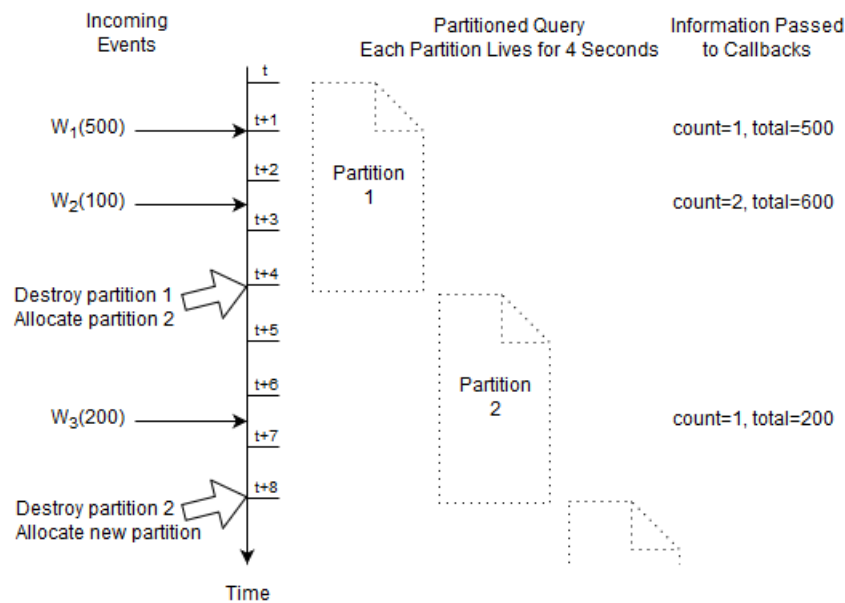 Incoming
Events
Partitioned Query
Each Partition Lives for 4 Seconds
Information Passed
to Callbacks
t
W1(500)
t+1
count=1, total=500
t+2
Partition
1
W2(100)
count=2, total=600
t+3
t+4
Destroy partition 1
Allocate partition 2
t+5
t+6
Partition
2
W3(200)
count=1, total=200
t+7
t+8
Destroy partition 2
Allocate new partition
Time